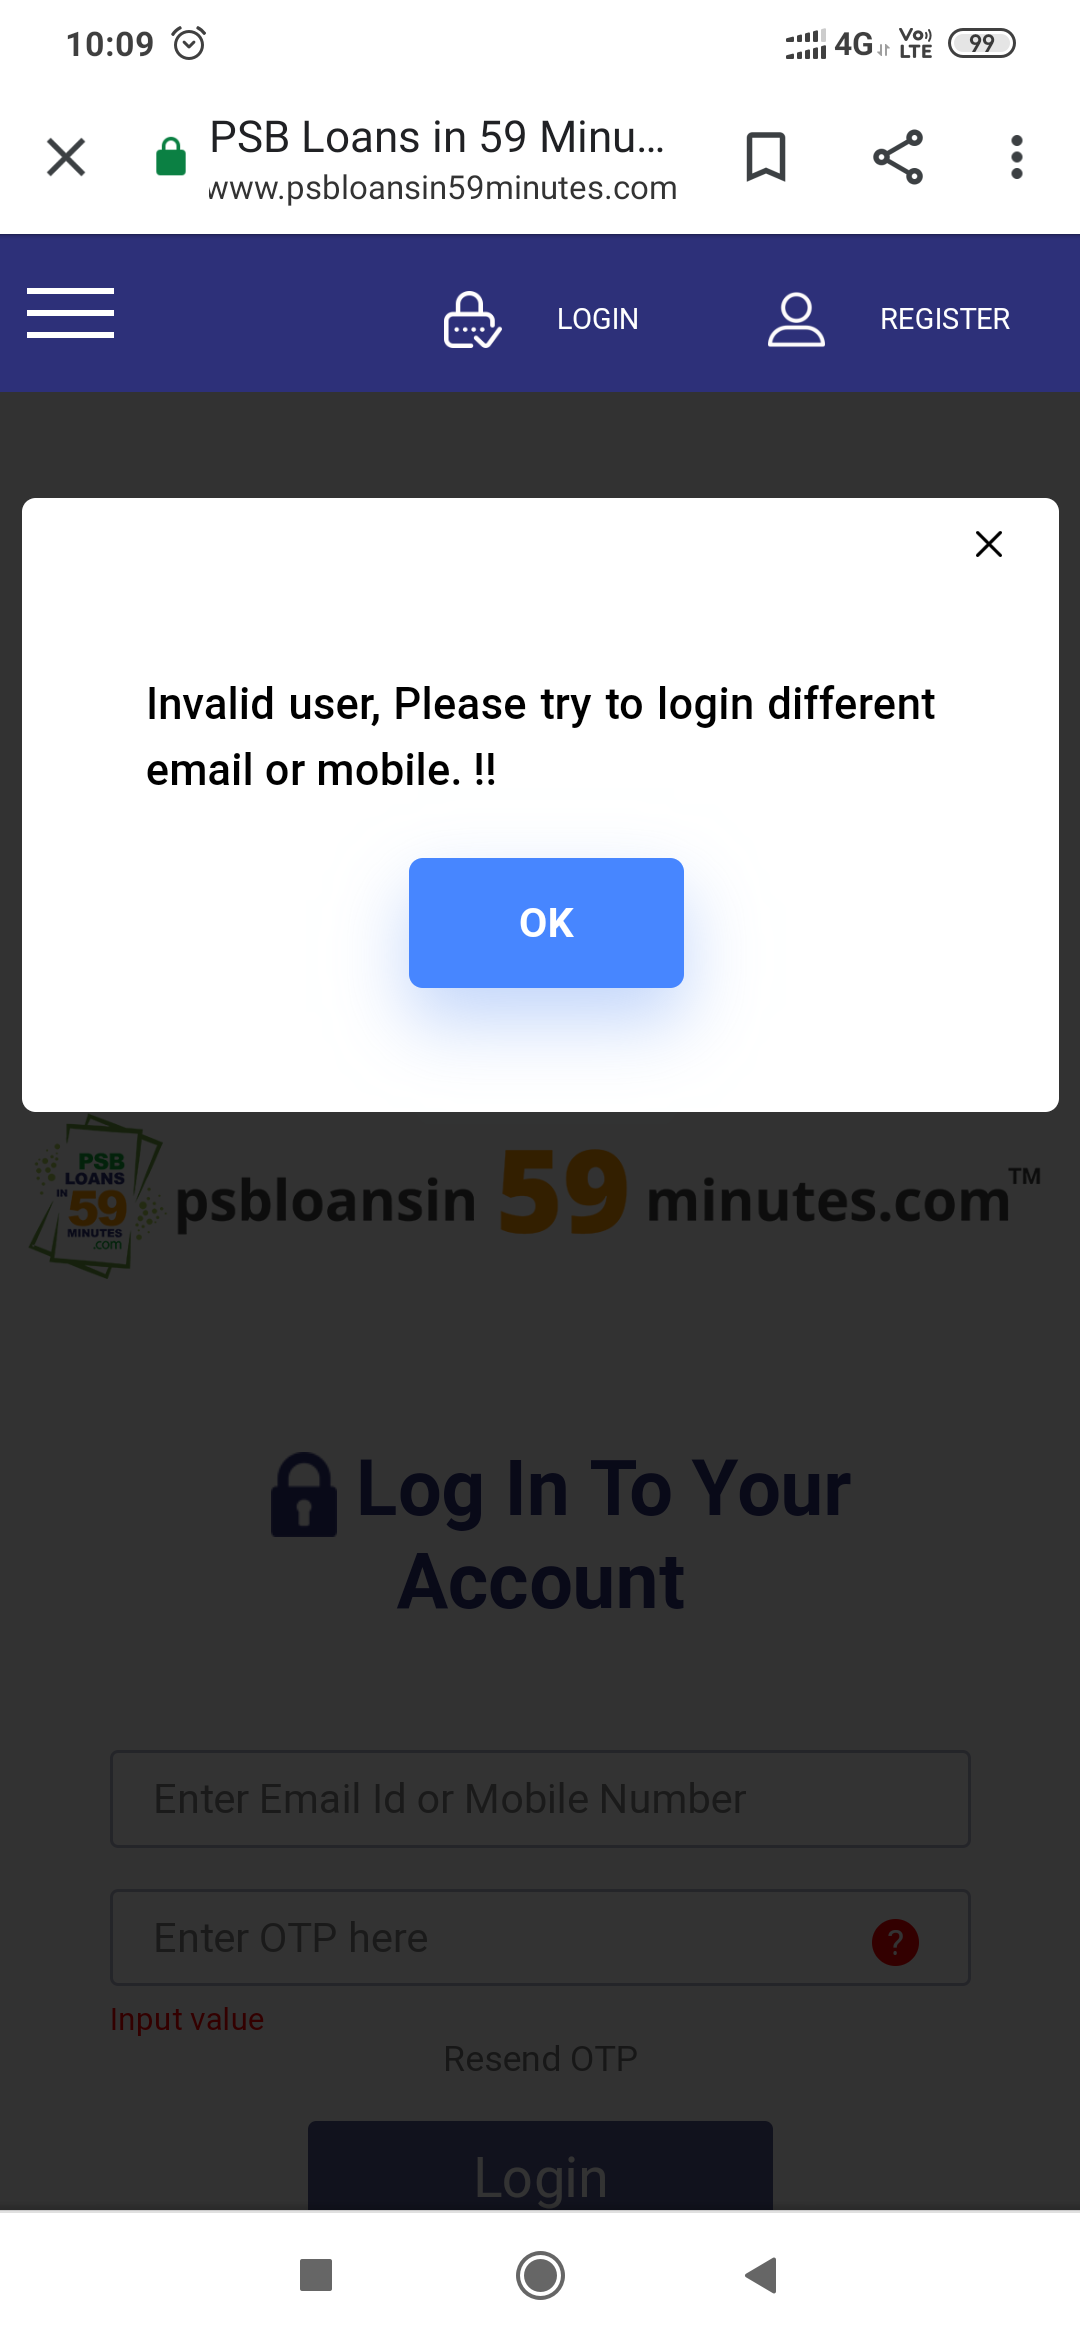 10:09
4G
Vo)) LTE
99
PSB Loans in 59 Minu...
www.psbloansin59minutes.com
LOGIN
REGISTER
Invalid user, Please try to login different
email or mobile. !!
OK
PSB
LOANS
IN 59
MINUTES
.com
psbloansin 59 minutes.com™
Log In To Your
Account
Enter Email Id or Mobile Number
Enter OTP here
?
Input value
Resend OTP
Login